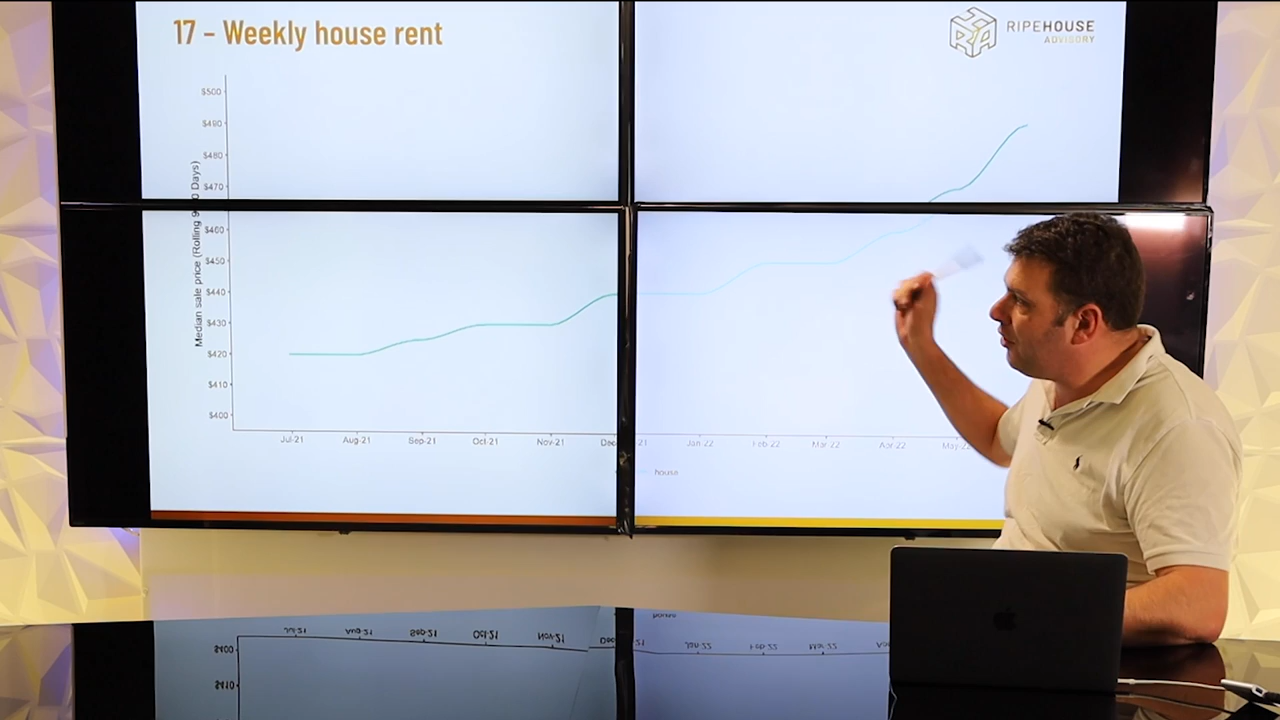 17 - Weekly house rent
RIPEHOUSE
ADVISORY
$500
$490
$480
$470
$460
$450
$440
$430
$420
$410
$400
Median sale price (Rolling Days)
Jul-21
Aug-21
Sep-21
Oct-21
Nov-21
Dec 21
Jan-22
Feb-22
Mar-22
Apr-22
May-22
house